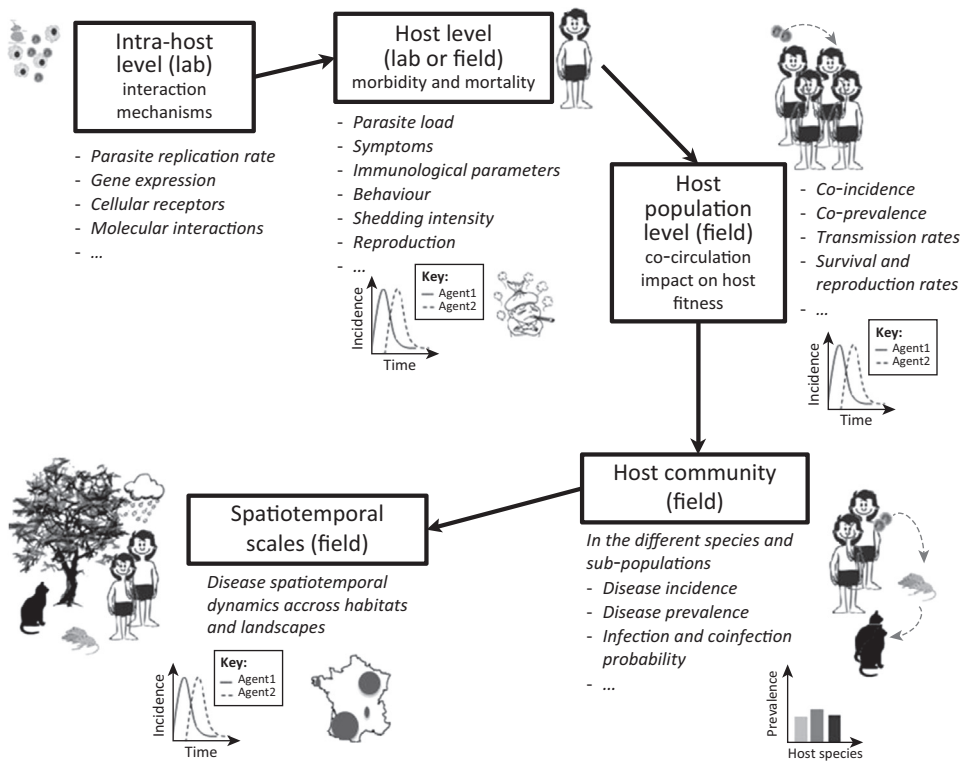 Intra-host
level (lab)
interaction
mechanisms
- Parasite replication rate
- Gene expression
- Cellular receptors
- Molecular interactions
- ...
Host level
(lab or field)
morbidity and mortality
- Parasite load
- Symptoms
- Immunological parameters
- Behaviour
- Shedding intensity
- Reproduction
- ...
Incidence
Time
Key:
Agent1
Agent2
Host
population
level (field)
co-circulation
impact on host
fitness
- Co-incidence
- Co-prevalence
- Transmission rates
- Survival and
reproduction rates
- ...
Key:
Agent1
Agent2
Incidence
Time
Host community
(field)
In the different species and
sub-populations
- Disease incidence
- Disease prevalence
- Infection and coinfection
probability
- ...
Prevalence
Host species
Spatiotemporal
scales (field)
Disease spatiotemporal
dynamics accross habitats
and landscapes
Key:
Agent1
Agent2
Incidence
Time